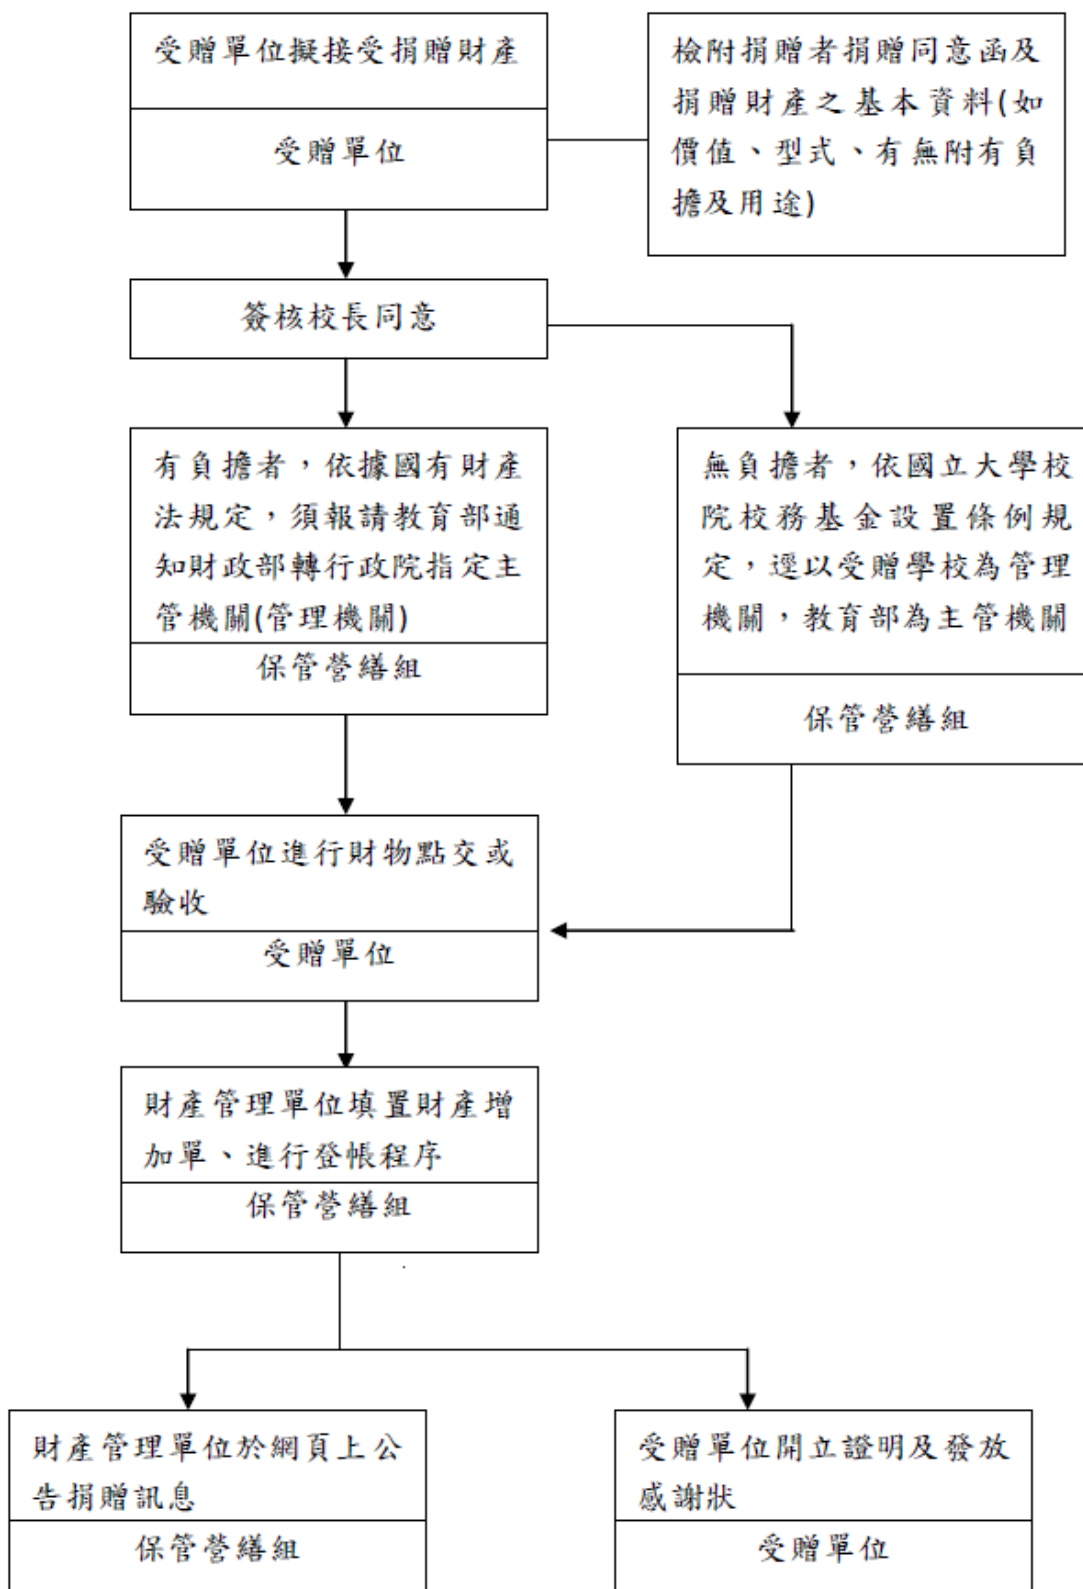 受贈單位擬接受捐贈財產
受贈單位
檢附捐贈者捐贈同意函及
捐贈財產之基本資料(如
價值、型式、有無附有負
擔及用途)
簽核校長同意
有負擔者，依據國有財產
法規定，須報請教育部通
知財政部轉行政院指定主
管機關(管理機關)
保管營繕組
無負擔者，依國立大學校
院校務基金設置條例規
定，逕以受贈學校為管理
機關，教育部為主管機關
保管營繕組
受贈單位進行財物點交或
驗收
受贈單位
財產管理單位填置財產增
加單、進行登帳程序
保管營繕組
財產管理單位於網頁上公
告捐贈訊息
保管營繕組
受贈單位開立證明及發放
感謝狀
受贈單位